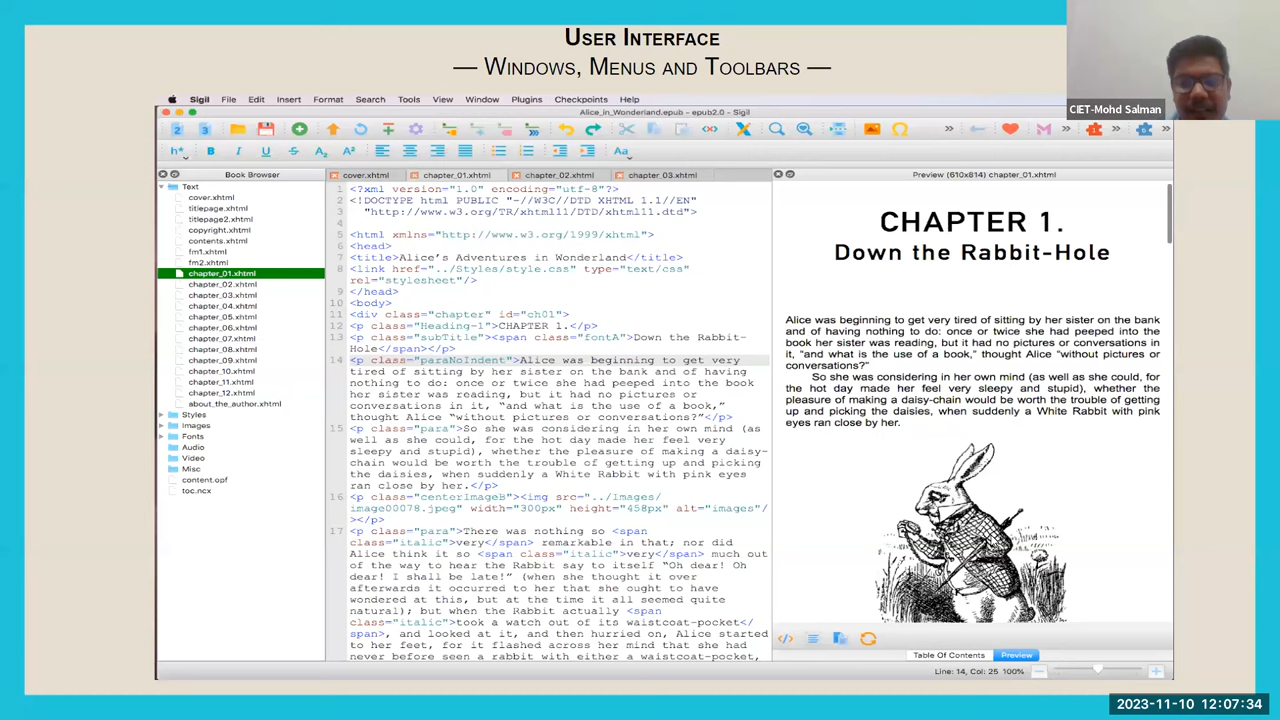 USER INTERFACE
— WINDOWS, MENUS AND TOOLBARS —
CIET-Mohd Salman
Sigil File Edit Insert Format Search Tools View Window Plugins Checkpoints Help
Alice_in_Wonderland.epub - epub2.0 - Sigil
2 3
h* B I U S A2 A2 Aa
Book Browser
Text
cover.xhtml
titlepage.xhtml
titlepage2.xhtml
copyright.xhtml
contents.xhtml
fm1.xhtml
fm2.xhtml
chapter_01.xhtml
chapter_02.xhtml
chapter_03.xhtml
chapter_04.xhtml
chapter_05.xhtml
chapter_06.xhtml
chapter_07.xhtml
chapter_08.xhtml
chapter_09.xhtml
chapter_10.xhtml
chapter_11.xhtml
chapter_12.xhtml
about_the_author.xhtml
Styles
Images
Fonts
Audio
Video
Misc
content.opf
toc.ncx
cover.xhtml chapter_01.xhtml chapter_02.xhtml chapter_03.xhtml
1 <?xml version="1.0" encoding="utf-8"?>
2 <!DOCTYPE html PUBLIC "-//W3C//DTD XHTML 1.1//EN"
3 "http://www.w3.org/TR/xhtml11/DTD/xhtml11.dtd">
4
5 <html xmlns="http://www.w3.org/1999/xhtml">
6 <head>
7 <title>Alice's Adventures in Wonderland</title>
8 <link href="../Styles/style.css" type="text/css"
rel="stylesheet"/>
9 </head>
10 <body>
11 <div class="chapter" id="ch01">
12 <p class="Heading-1">CHAPTER 1.</p>
13 <p class="subTitle"><span class="fontA">Down the Rabbit-
Hole</span></p>
14 <p class="paraNoIndent">Alice was beginning to get very
tired of sitting by her sister on the bank and of having
nothing to do: once or twice she had peeped into the book
her sister was reading, but it had no pictures or
conversations in it, “and what is the use of a book,”
thought Alice “without pictures or conversations?”</p>
15 <p class="para">So she was considering in her own mind (as
well as she could, for the hot day made her feel very
sleepy and stupid), whether the pleasure of making a daisy-
chain would be worth the trouble of getting up and picking
the daisies, when suddenly a White Rabbit with pink eyes
ran close by her.</p>
16 <p class="centerImageB"><img src="../Images/
image00078.jpeg" width="300px" height="458px" alt="images"/
></p>
17 <p class="para">There was nothing so <span
class="italic">very</span> remarkable in that; nor did
Alice think it so <span class="italic">very</span> much out
of the way to hear the Rabbit say to itself “Oh dear! Oh
dear! I shall be late!” (when she thought it over
afterwards it occurred to her that she ought to have
wondered at this, but at the time it all seemed quite
natural); but when the Rabbit actually <span
class="italic">took a watch out of its waistcoat-pocket</
span>, and looked at it, and then hurried on, Alice started
to her feet, for it flashed across her mind that she had
never before seen a rabbit with either a waistcoat-pocket,
Preview (610x814) chapter_01.xhtml
CHAPTER 1.
Down the Rabbit-Hole
Alice was beginning to get very tired of sitting by her sister on the bank
and of having nothing to do: once or twice she had peeped into the
book her sister was reading, but it had no pictures or conversations in
it, “and what is the use of a book,” thought Alice “without pictures or
conversations?”
So she was considering in her own mind (as well as she could, for
the hot day made her feel very sleepy and stupid), whether the
pleasure of making a daisy-chain would be worth the trouble of getting
up and picking the daisies, when suddenly a White Rabbit with pink
eyes ran close by her.
Table Of Contents Preview
Line: 14, Col: 25 100%
2023-11-10 12:07:34